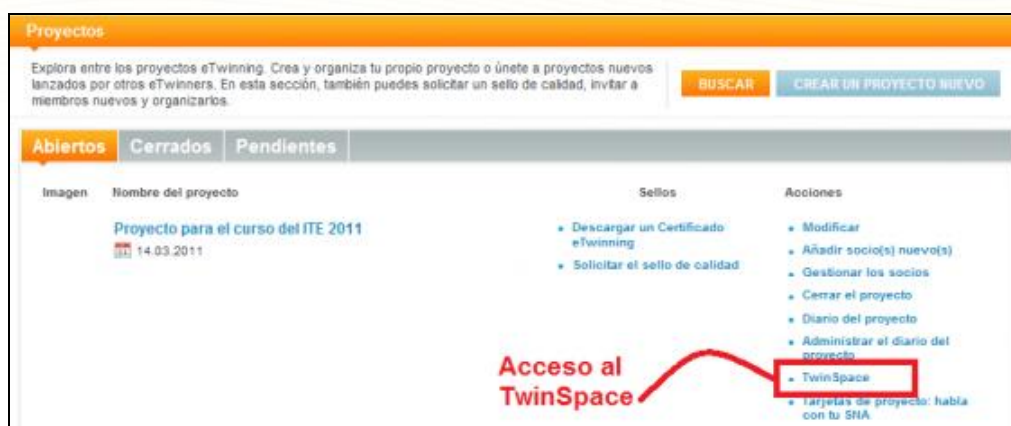 Proyectos
Explora entre los proyectos eTwinning. Crea y organiza tu propio proyecto o únete a proyectos nuevos
lanzados por otros eTwinners. En esta sección, también puedes solicitar un sello de calidad, invitar a
miembros nuevos y organizarlos.
BUSCAR
CREAR UN PROYECTO NUEVO
Abiertos Cerrados Pendientes
Imagen Nombre del proyecto Sellos Acciones
Proyecto para el curso del ITE 2011
14.03.2011
Descargar un Certificado
eTwinning
Solicitar el sello de calidad
Modificar
Añadir socio(s) nuevo(s)
Gestionar los socios
Cerrar el proyecto
Diario del proyecto
Administrar el diario del
proyecto
TwinSpace
Tarjetas de proyecto: habla
con tu SNA
Acceso al
TwinSpace